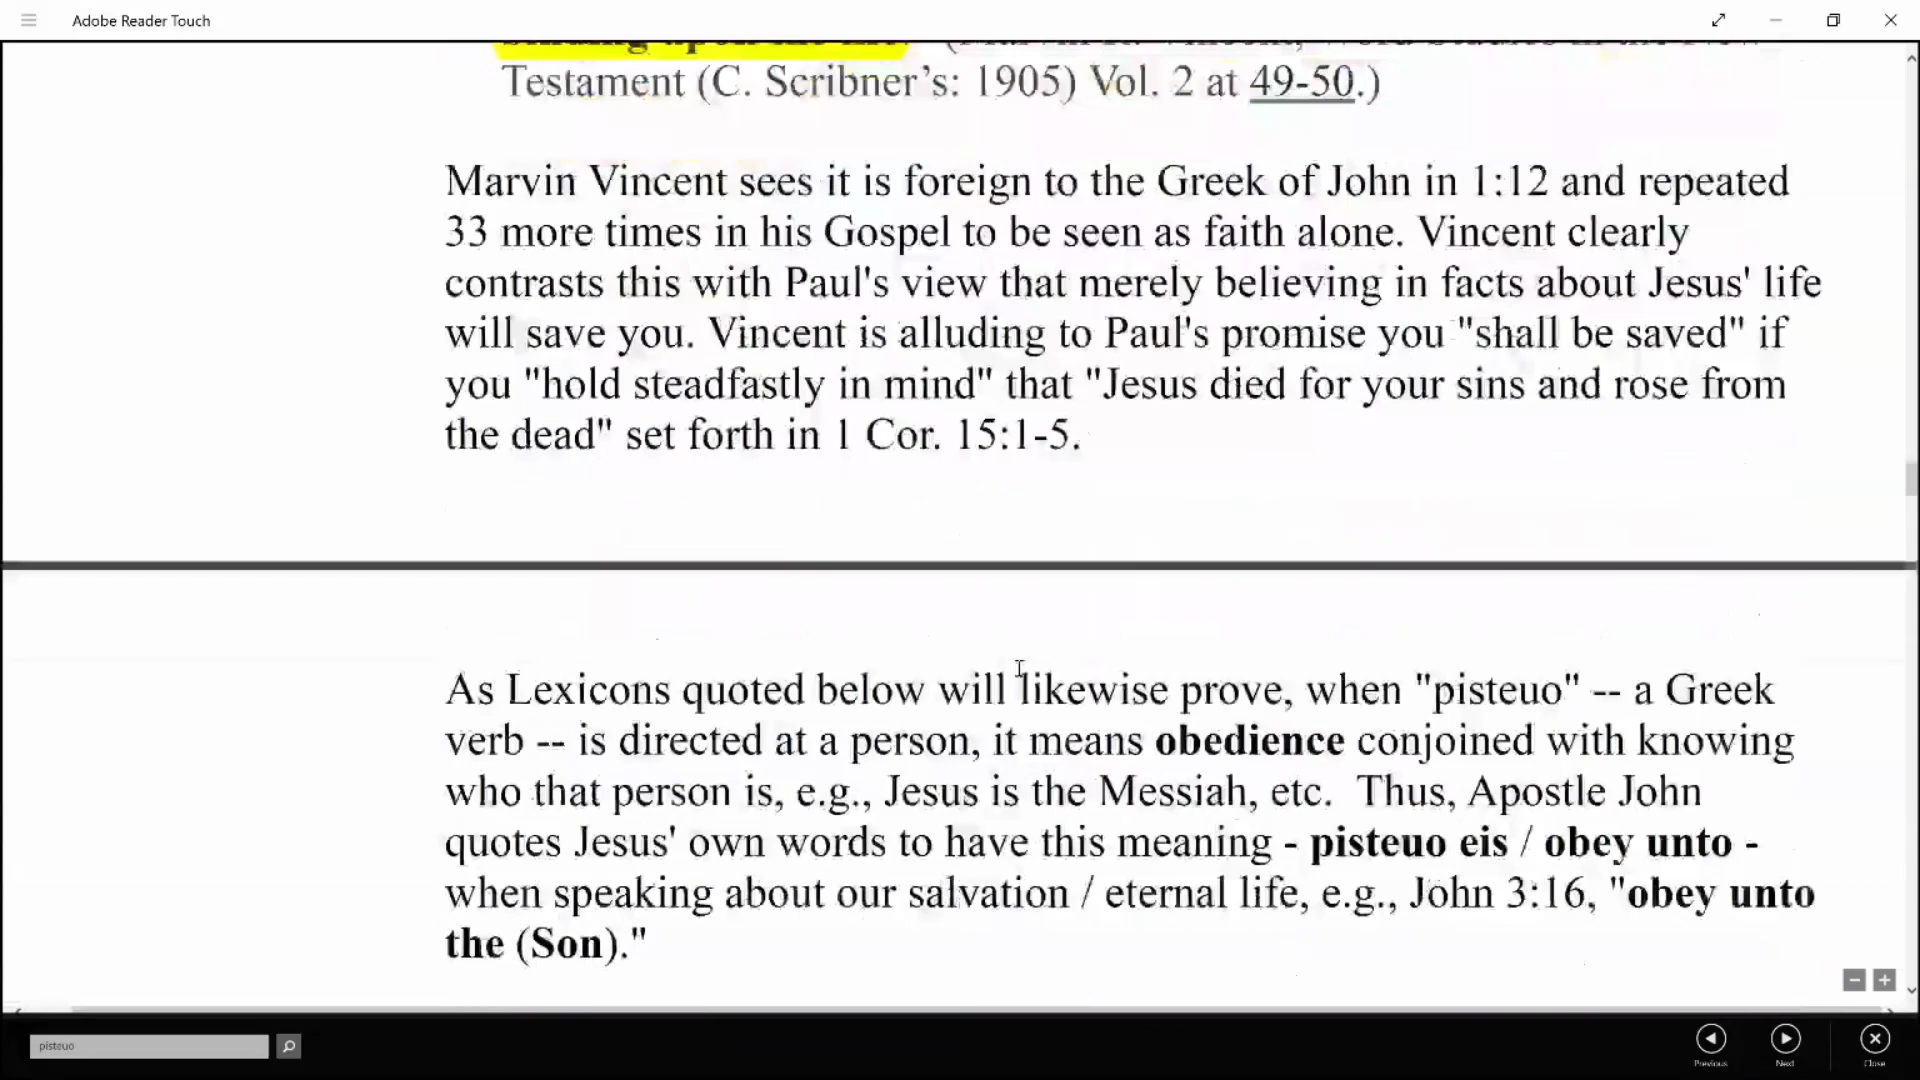 Adobe Reader Touch
Testament (C. Scribner's: 1905) Vol. 2 at 49-50.)
Marvin Vincent sees it is foreign to the Greek of John in 1:12 and repeated
33 more times in his Gospel to be seen as faith alone. Vincent clearly
contrasts this with Paul's view that merely believing in facts about Jesus' life
will save you. Vincent is alluding to Paul's promise you "shall be saved" if
you "hold steadfastly in mind" that "Jesus died for your sins and rose from
the dead" set forth in 1 Cor. 15:1-5.
As Lexicons quoted below will likewise prove, when "pisteuo" -- a Greek
verb -- is directed at a person, it means obedience conjoined with knowing
who that person is, e.g., Jesus is the Messiah, etc. Thus, Apostle John
quotes Jesus' own words to have this meaning - pisteuo eis / obey unto -
when speaking about our salvation / eternal life, e.g., John 3:16, "obey unto
the (Son)."
pisteuo
Previous Next Close